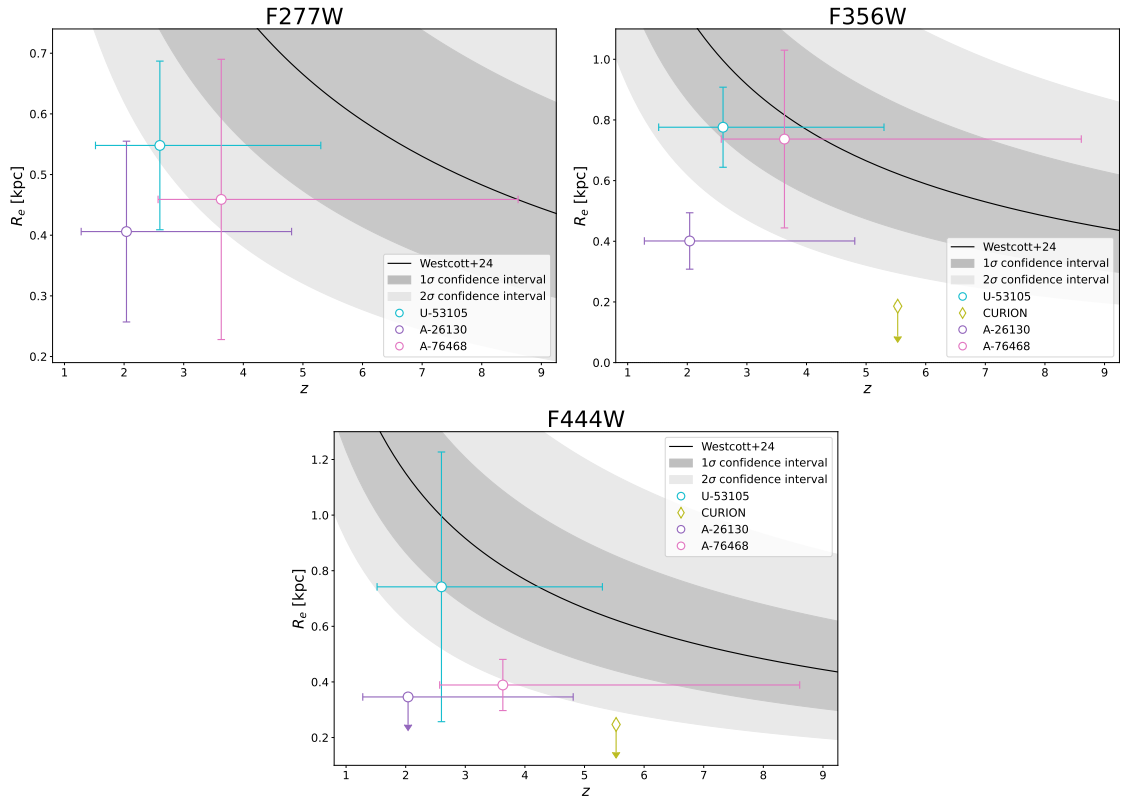 F277W
0.7
0.6
0.5
0.4
0.3
0.2
R_e [kpc]
1 2 3 4 5 6 7 8 9
z
Westcott+24
1σ confidence interval
2σ confidence interval
U-53105
A-26130
A-76468
F356W
1.0
0.8
0.6
0.4
0.2
0.0
R_e [kpc]
1 2 3 4 5 6 7 8 9
z
Westcott+24
1σ confidence interval
2σ confidence interval
U-53105
CURION
A-26130
A-76468
F444W
1.2
1.0
0.8
0.6
0.4
0.2
R_e [kpc]
1 2 3 4 5 6 7 8 9
z
Westcott+24
1σ confidence interval
2σ confidence interval
U-53105
CURION
A-26130
A-76468